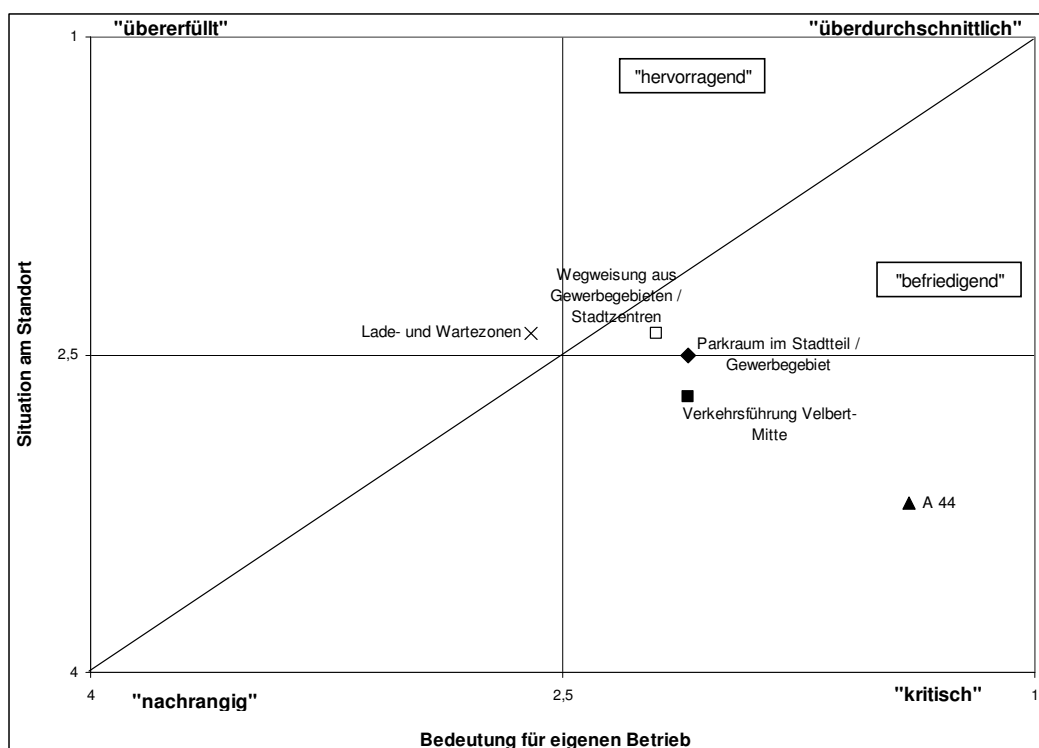 "übererfüllt"
"überdurchschnittlich"
1
"hervorragend"
Situation am Standort
"befriedigend"
Wegweisung aus
Gewerbegebieten /
Stadtzentren
Lade- und Wartezonen
2,5
Parkraum im Stadtteil /
Gewerbegebiet
Verkehrsführung Velbert-
Mitte
A 44
4
4
2,5
1
"nachrangig"
"kritisch"
Bedeutung für eigenen Betrieb